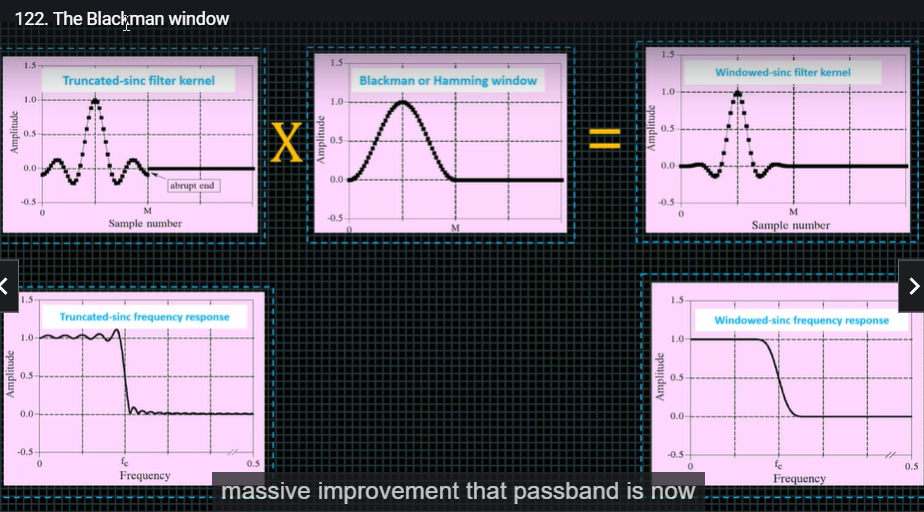 122. The Blackman window
Truncated-sinc filter kernel
1.5
1.0
0.5
0.0
-0.5
Amplitude
abrupt end
0
M
Sample number
X
Blackman or Hamming window
1.5
1.0
0.5
0.0
-0.5
Amplitude
0
M
=
Windowed-sinc filter kernel
1.5
1.0
0.5
0.0
-0.5
Amplitude
0
M
Sample number
Truncated-sinc frequency response
1.5
1.0
0.5
0.0
-0.5
Amplitude
0
fc
0.5
Frequency
Windowed-sinc frequency response
1.5
1.0
0.5
0.0
-0.5
Amplitude
0
fc
0.5
Frequency
massive improvement that passband is now